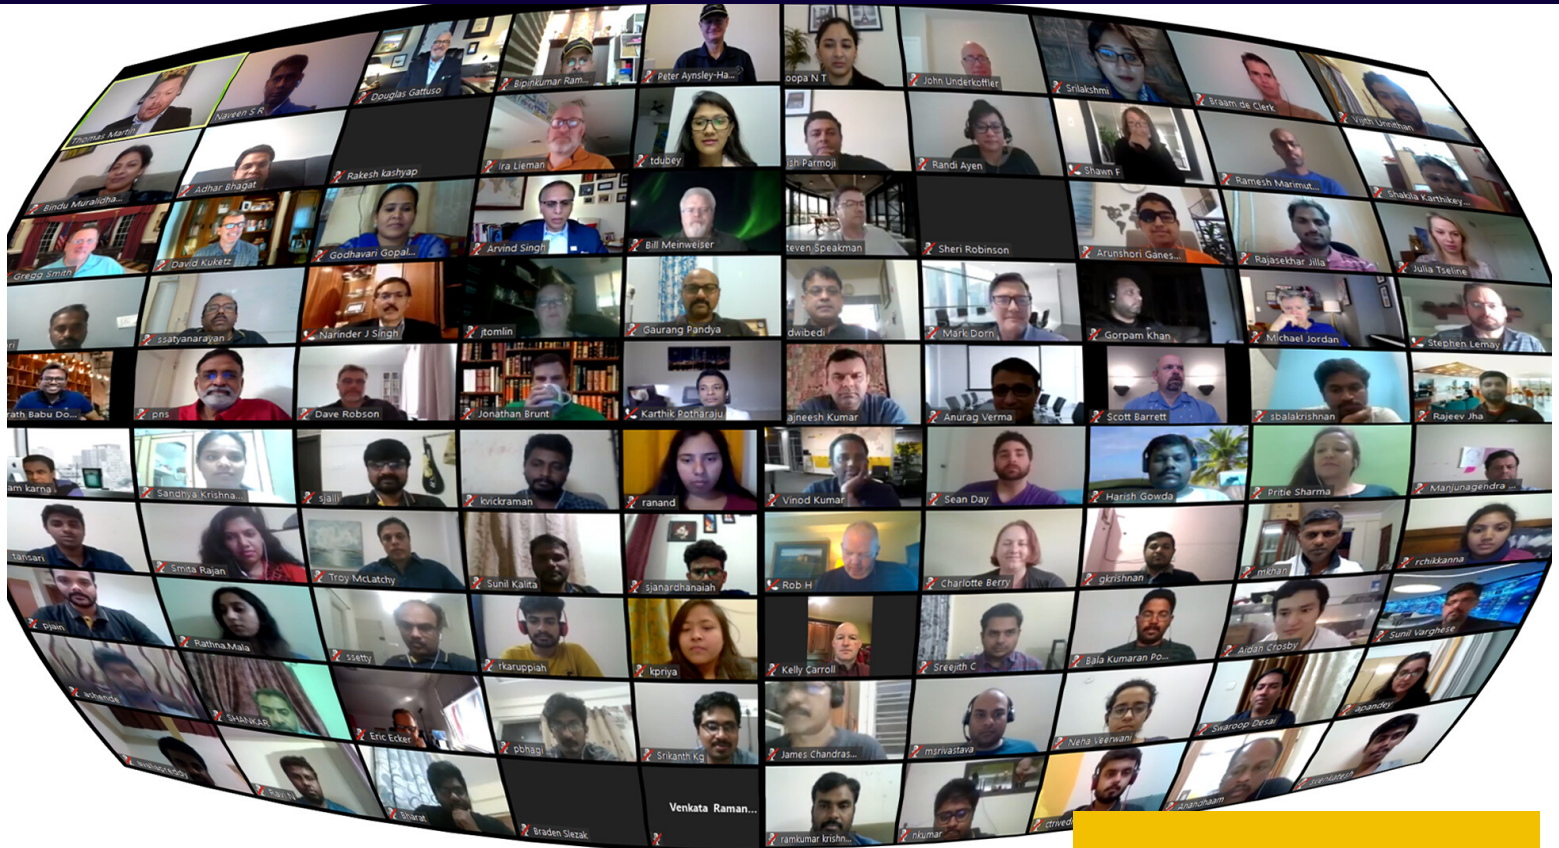 Thomas Martin
Naveen S R
Douglas Gattuso
Bipinkumar Ram...
Peter Aynsley-Ha...
oopa N T
John Underkoffler
Srilakshmi
Braam de Clerk
Vijith Unnithan
Bindu Muralidha...
Adhar Bhagat
Rakesh kashyap
Ira Lieman
tdubey
ish Parmoji
Randi Ayen
Shawn F
Ramesh Marimut...
Shakila Karthikey...
Gregg Smith
David Kuketz
Godhavari Gopal...
Arvind Singh
Bill Meinweiser
teven Speakman
Sheri Robinson
Arunshori Ganes...
Rajasekhar Jilla
Julia Tseline
ssatyanarayan
Narinder J Singh
jtomlin
Gaurang Pandya
dwibedi
Mark Dorn
Gorpam Khan
Michael Jordan
Stephen Lemay
rath Babu Do...
pns
Dave Robson
Jonathan Brunt
Karthik Potharaju
ajneesh Kumar
Anurag Verma
Scott Barrett
sbalakrishnan
Rajeev Jha
am karna
Sandhya Krishna...
sjalli
kvickraman
ranand
Vinod Kumar
Sean Day
Harish Gowda
Pritie Sharma
Manjunagendra ...
tansari
Smita Rajan
Troy McLatchy
Sunil Kalita
sjanardhanaiah
Rob H
Charlotte Berry
gkrishnan
mkhan
rchikkanna
pjain
Rathna.Mala
ssetty
rkaruppiah
kpriya
Kelly Carroll
Sreejith C
Bala Kumaran Po...
Aidan Crosby
Sunil Varghese
ashende
SHANKAR
Eric Ecker
pbhagi
Srikanth Kg
James Chandras...
msrivastava
Neha Veerwani
Swaroop Desai
apandey
Ravi N
Bharat
Braden Slezak
Venkata Raman...
ramkumar krishn...
nkumar
ctrived
Anandhaam
svenkatesh